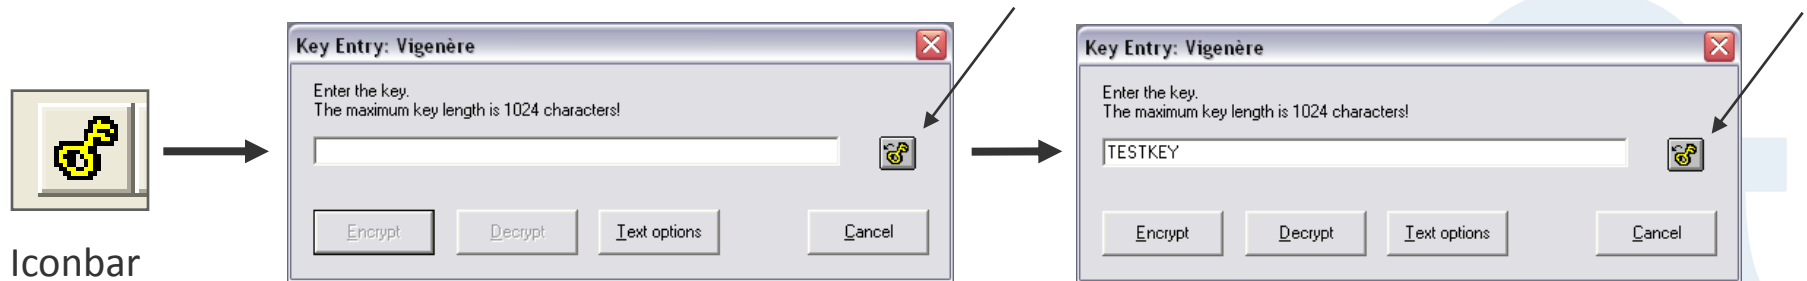 Iconbar
Key Entry: Vigenère
Enter the key.
The maximum key length is 1024 characters!
Encrypt
Decrypt
Text options
Cancel
Key Entry: Vigenère
Enter the key.
The maximum key length is 1024 characters!
TESTKEY
Encrypt
Decrypt
Text options
Cancel